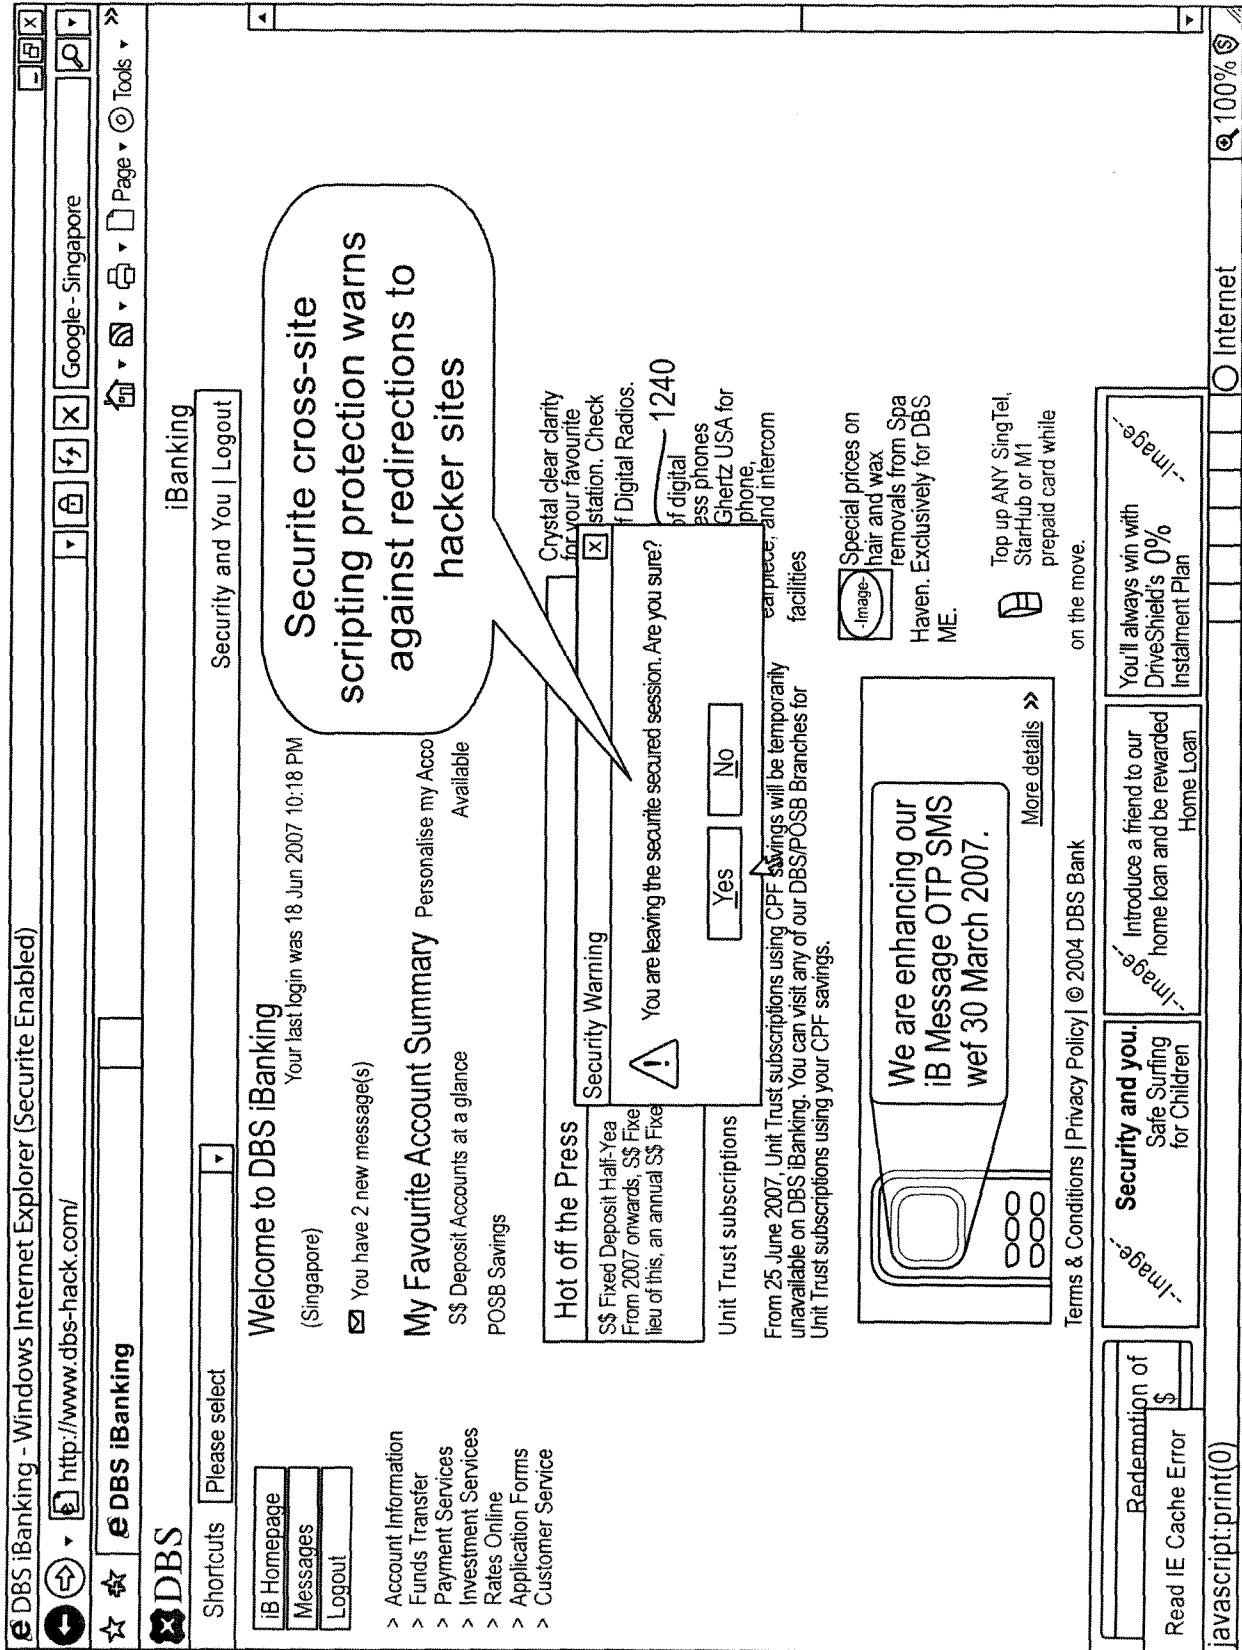 DBS iBanking - Windows Internet Explorer (Securite Enabled)
http://www.dbs-hack.com/
Google - Singapore
DBS iBanking
Page
Tools
DBS
iBanking
Shortcuts
Please select
Security and You | Logout
iB Homepage
Messages
Logout
> Account Information
> Funds Transfer
> Payment Services
> Investment Services
> Rates Online
> Application Forms
> Customer Service
Welcome to DBS iBanking
(Singapore)
Your last login was 18 Jun 2007 10:18 PM
You have 2 new message(s)
My Favourite Account Summary Personalise my Acco
S$ Deposit Accounts at a glance
Available
POSB Savings
Securite cross-site
scripting protection warns
against redirections to
hacker sites
Hot off the Press
S$ Fixed Deposit Half-Yea
From 2007 onwards, S$ Fixe
lieu of this, an annual S$ Fixe
Security Warning
X
You are leaving the securite secured session. Are you sure?
Yes
No
1240
Unit Trust subscriptions
From 25 June 2007, Unit Trust subscriptions using CPF savings will be temporarily
unavailable on DBS iBanking. You can visit any of our DBS/POSB Branches for
Unit Trust subscriptions using your CPF savings.
Crystal clear clarity
for your favourite
station. Check
f Digital Radios.
of digital
ess phones
Ghertz USA for
phone,
earpiece, and intercom
facilities
-Image-
Special prices on
hair and wax
removals from Spa
Haven. Exclusively for DBS
ME.
Top up ANY SingTel,
StarHub or M1
prepaid card while
on the move.
We are enhancing our
iB Message OTP SMS
wef 30 March 2007.
More details »
Terms & Conditions | Privacy Policy | © 2004 DBS Bank
Redemntion of
$
Read IE Cache Error
--Image--
Security and you.
Safe Surfing
for Children
--Image--
Introduce a friend to our
home loan and be rewarded
Home Loan
You'll always win with
DriveShield's 0%
Instalment Plan
--Image--
javascript:print(0)
Internet
100%